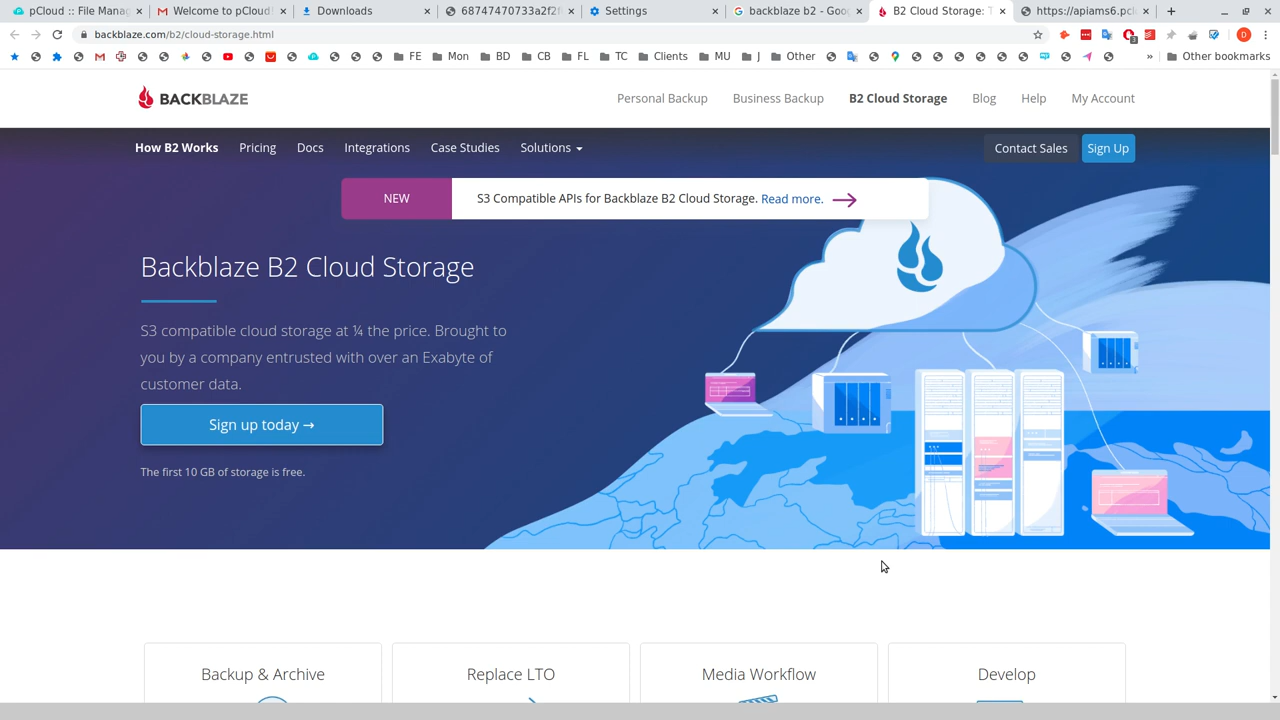 pCloud :: File Manag
Welcome to pCloud!
Downloads
68747470733a2f2f
Settings
backblaze b2 - Goo
B2 Cloud Storage: T
https://apiams6.pcl
backblaze.com/b2/cloud-storage.html
D
3
FE
Mon
BD
CB
FL
TC
Clients
MU
J
Other
»
Other bookmarks
BACKBLAZE
Personal Backup
Business Backup
B2 Cloud Storage
Blog
Help
My Account
How B2 Works
Pricing
Docs
Integrations
Case Studies
Solutions
Contact Sales
Sign Up
NEW
S3 Compatible APIs for Backblaze B2 Cloud Storage. Read more.
Backblaze B2 Cloud Storage
S3 compatible cloud storage at ¼ the price. Brought to
you by a company entrusted with over an Exabyte of
customer data.
Sign up today →
The first 10 GB of storage is free.
Backup & Archive
Replace LTO
Media Workflow
Develop